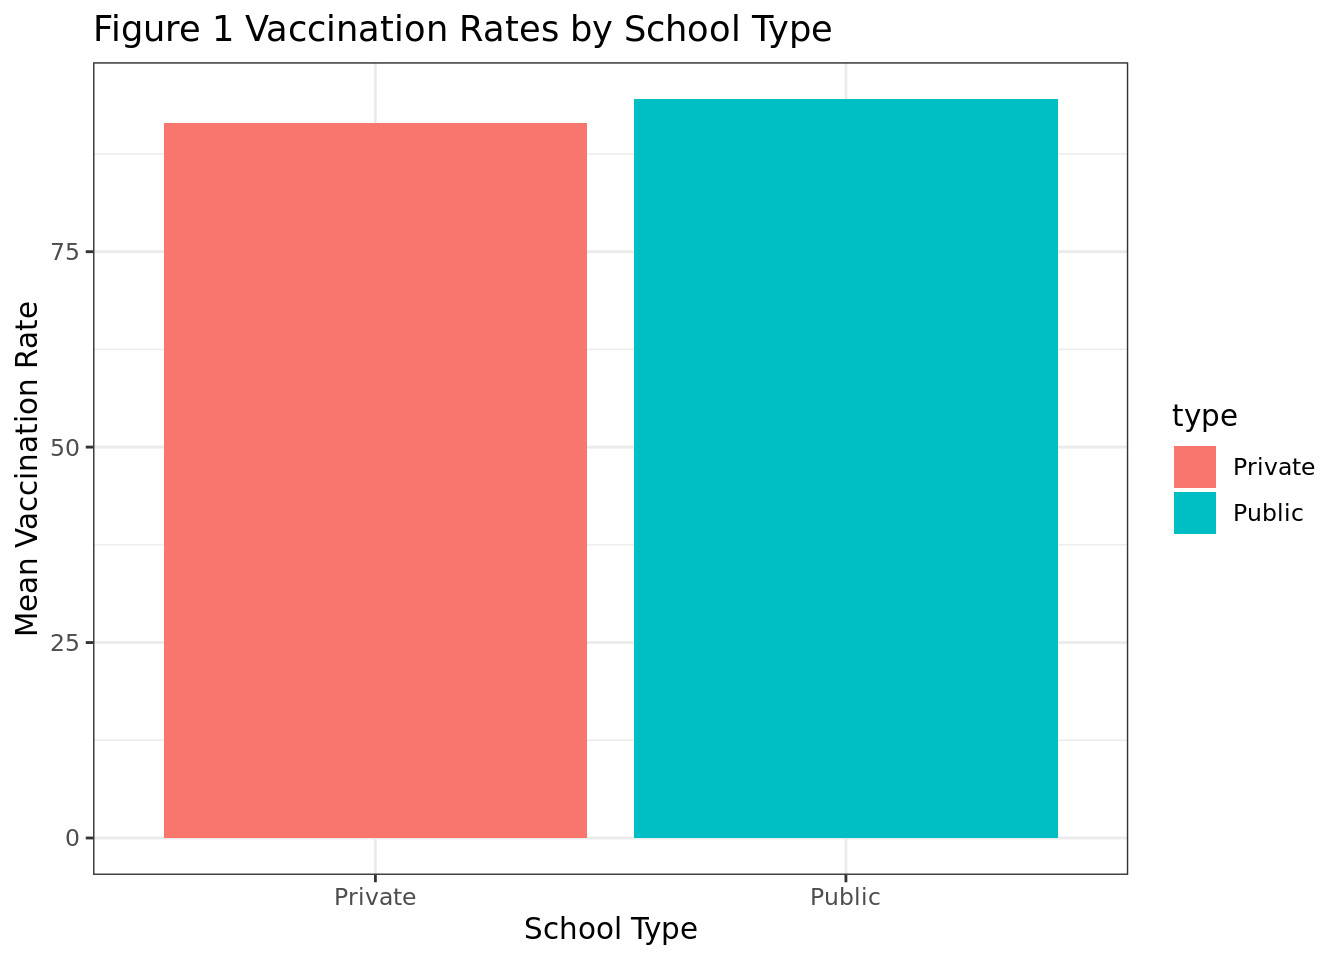 Figure 1 Vaccination Rates by School Type
Mean Vaccination Rate
75
50
25
0
Private
Public
School Type
type
Private
Public